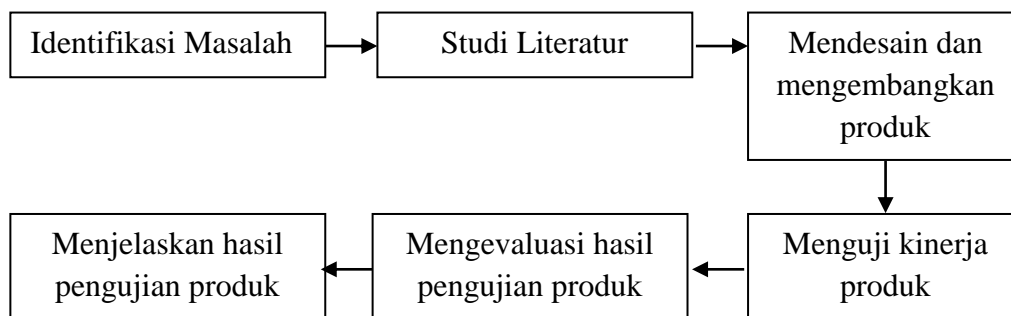 Identifikasi Masalah
Studi Literatur
Mendesain dan
mengembangkan
produk
Menguji kinerja
produk
Mengevaluasi hasil
pengujian produk
Menjelaskan hasil
pengujian produk